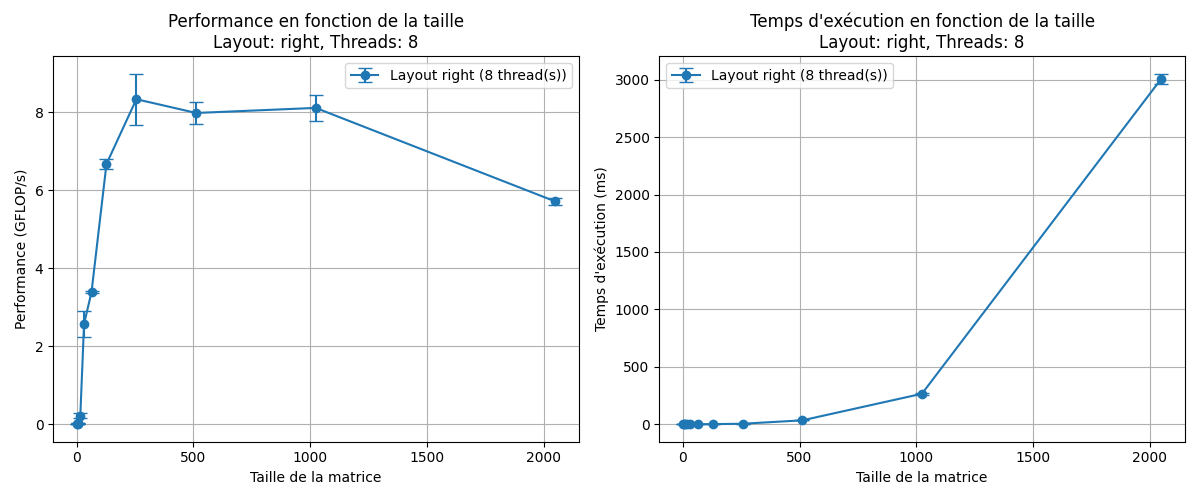 Performance en fonction de la taille
Layout: right, Threads: 8
Layout right (8 thread(s))
Performance (GFLOP/s)
8
6
4
2
0
0 500 1000 1500 2000
Taille de la matrice
Temps d'exécution en fonction de la taille
Layout: right, Threads: 8
Layout right (8 thread(s))
Temps d'exécution (ms)
3000
2500
2000
1500
1000
500
0
0 500 1000 1500 2000
Taille de la matrice